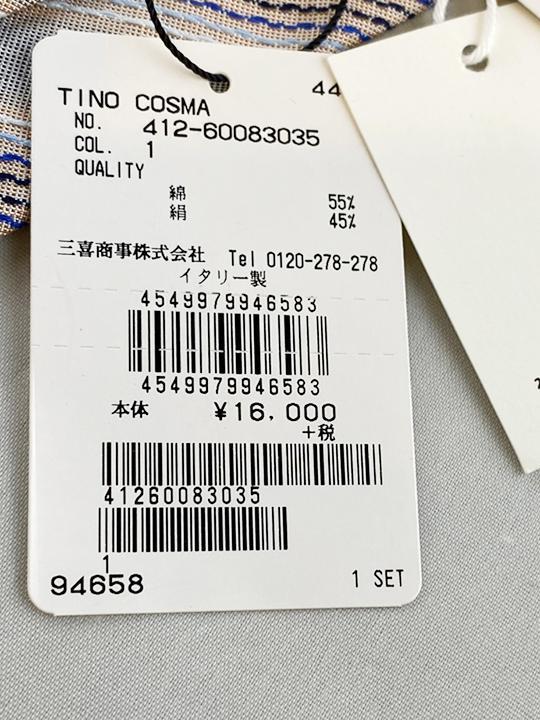 44
TINO COSMA
NO. 412-60083035
COL. 1
QUALITY
綿 55%
絹 45%
三喜商事株式会社 Tel 0120-278-278
イタリー製
4549979946583
4549979946583
本体 ¥16,000
+税
41260083035
1
94658 1 SET